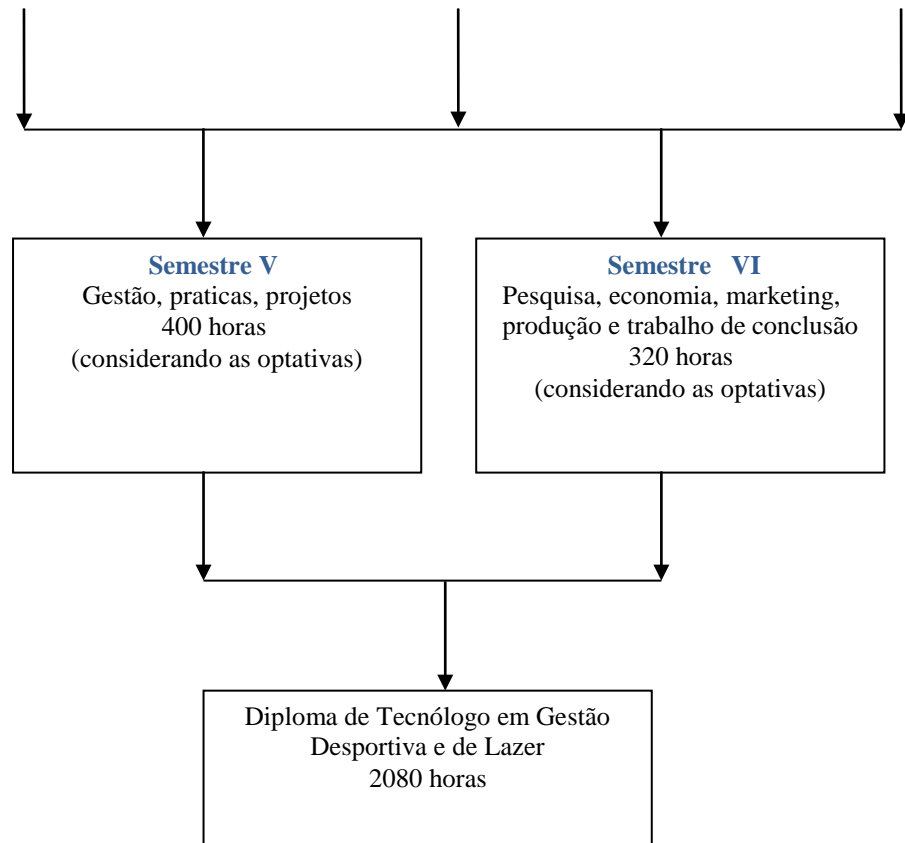 Semestre V
Gestão, praticas, projetos
400 horas
(considerando as optativas)
Semestre VI
Pesquisa, economia, marketing,
produção e trabalho de conclusão
320 horas
(considerando as optativas)
Diploma de Tecnólogo em Gestão
Desportiva e de Lazer
2080 horas